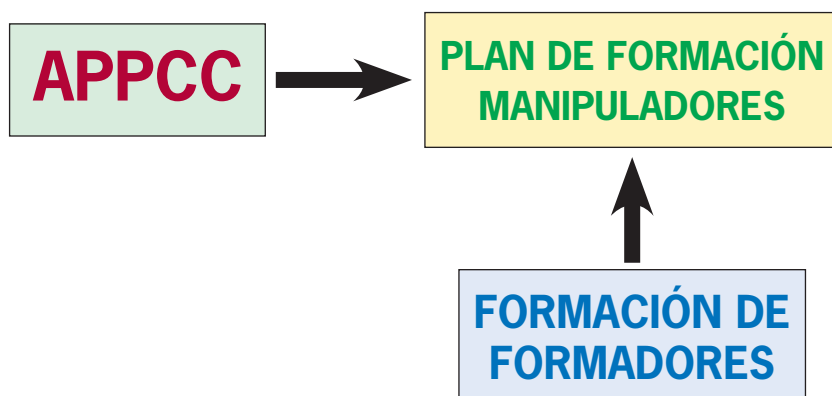 APPCC
PLAN DE FORMACIÓN
MANIPULADORES
FORMACIÓN DE
FORMADORES